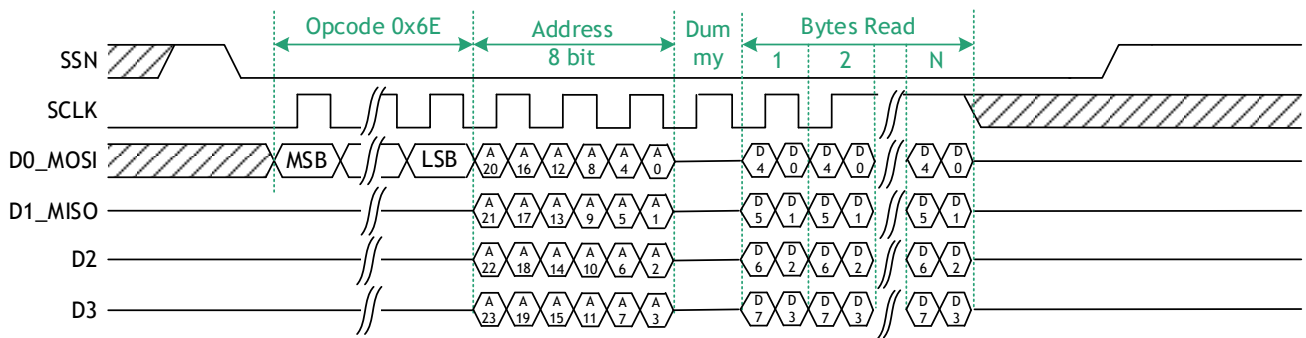 Opcode 0x6E Address 8 bit Dum my Bytes Read
1 2 N
SSN
SCLK
D0_MOSI MSB LSB A 20 A 16 A 12 A 8 A 4 A 0 D 4 D 0 D 4 D 0 D 4 D 0
D1_MISO A 21 A 17 A 13 A 9 A 5 A 1 D 5 D 1 D 5 D 1 D 5 D 1
D2 A 22 A 18 A 14 A 10 A 6 A 2 D 6 D 2 D 6 D 2 D 6 D 2
D3 A 23 A 19 A 15 A 11 A 7 A 3 D 7 D 3 D 7 D 3 D 7 D 3